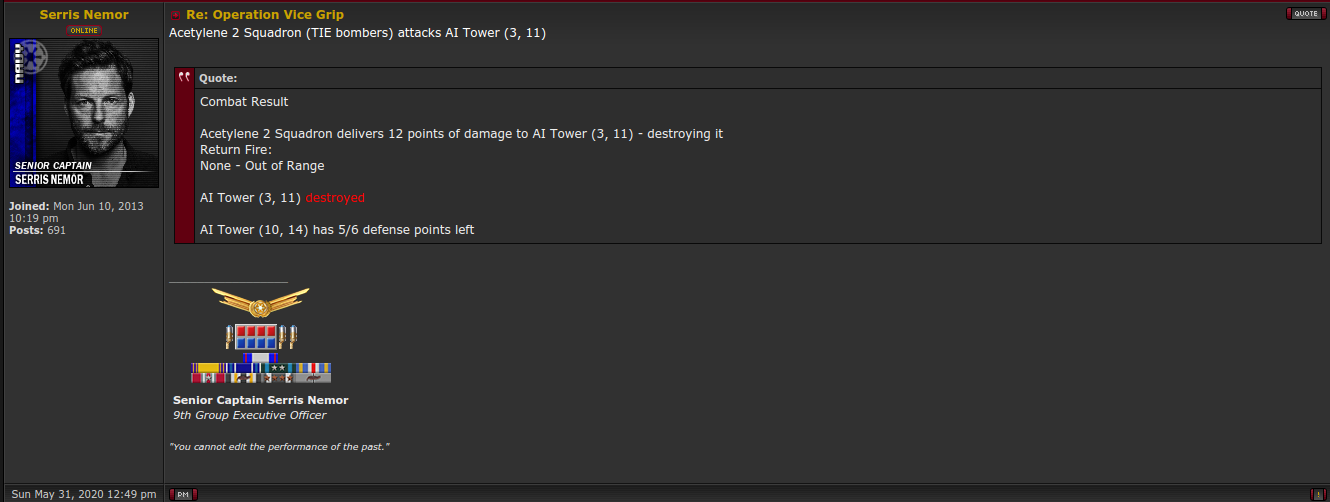 Serris Nemor
ONLINE
NAVY
SENIOR CAPTAIN
SERRIS NEMOR
Joined: Mon Jun 10, 2013
10:19 pm
Posts: 691
Re: Operation Vice Grip
QUOTE
Acetylene 2 Squadron (TIE bombers) attacks AI Tower (3, 11)
Quote:
Combat Result
Acetylene 2 Squadron delivers 12 points of damage to AI Tower (3, 11) - destroying it
Return Fire:
None - Out of Range
AI Tower (3, 11) destroyed
AI Tower (10, 14) has 5/6 defense points left
Senior Captain Serris Nemor
9th Group Executive Officer
"You cannot edit the performance of the past."
Sun May 31, 2020 12:49 pm
PM
!